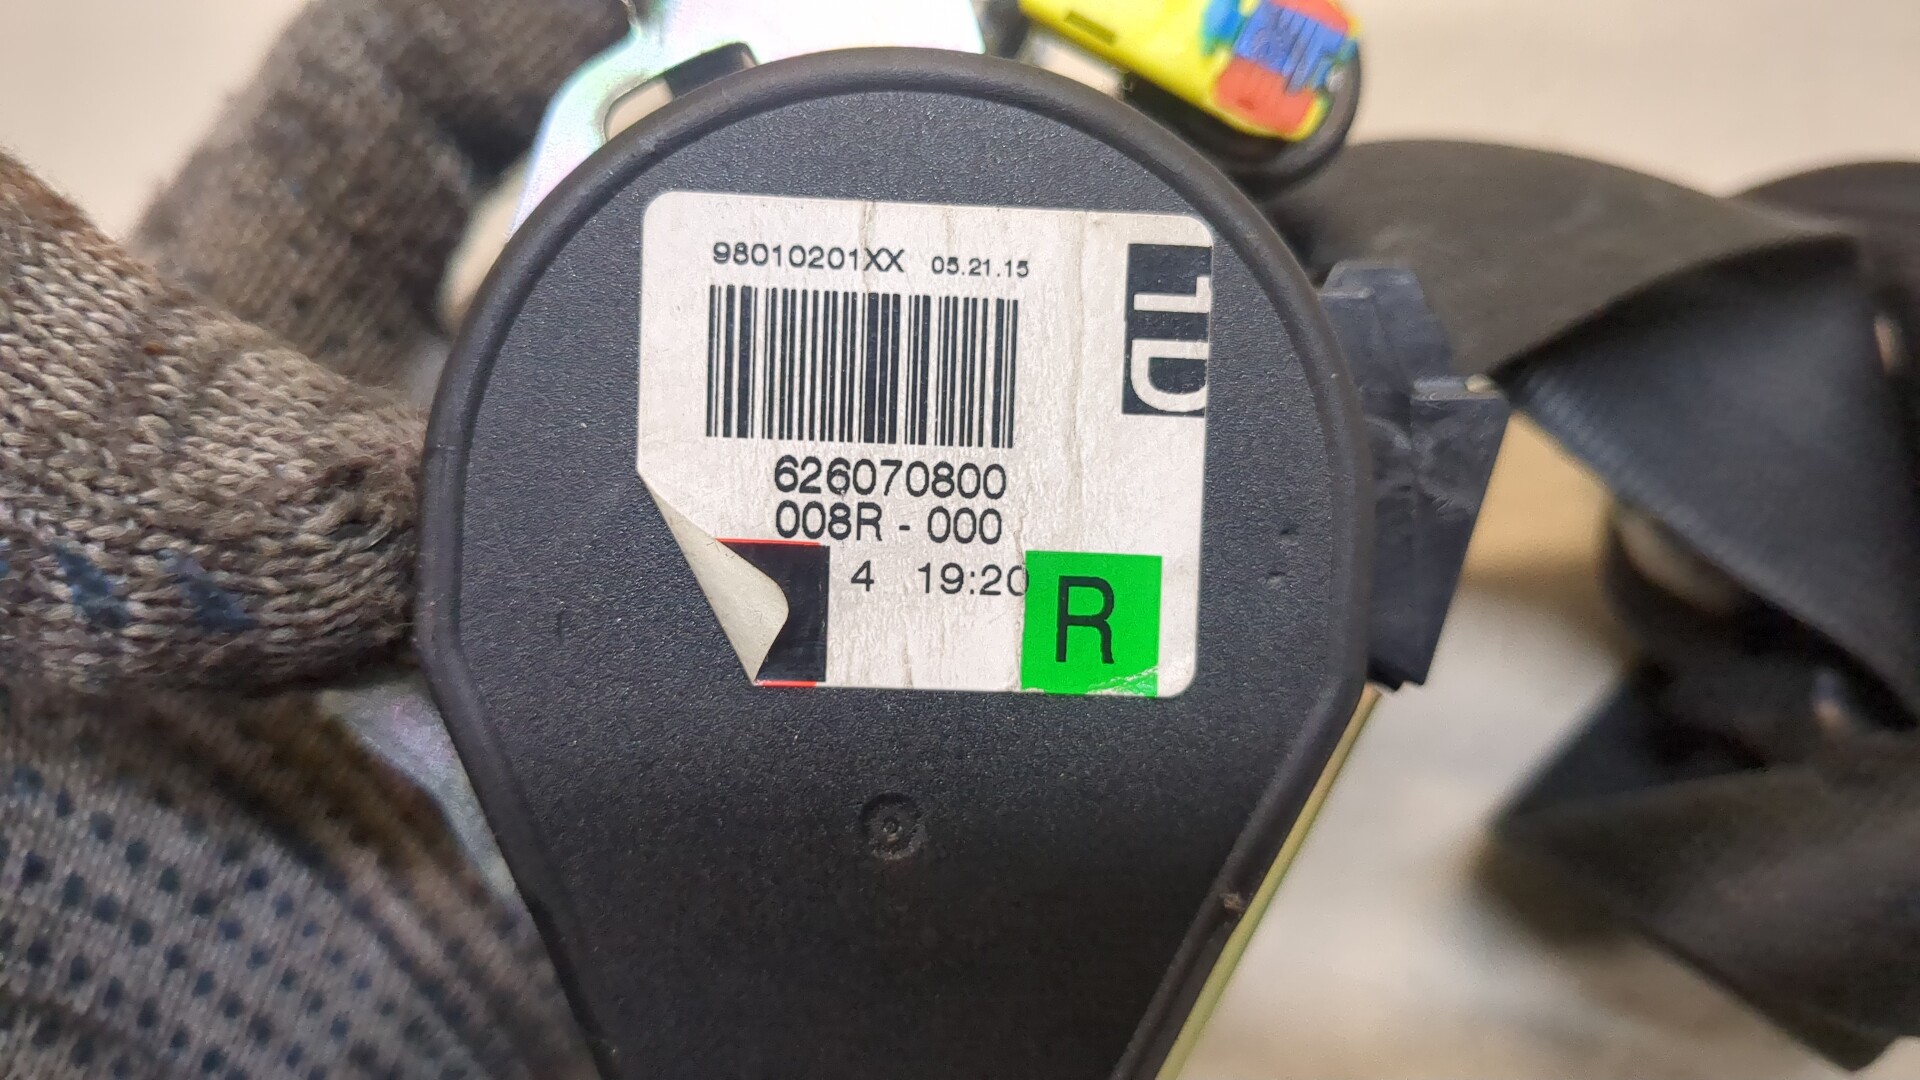 98010201XX 05.21.15
1D
626070800
008R - 000
4 19:20
R